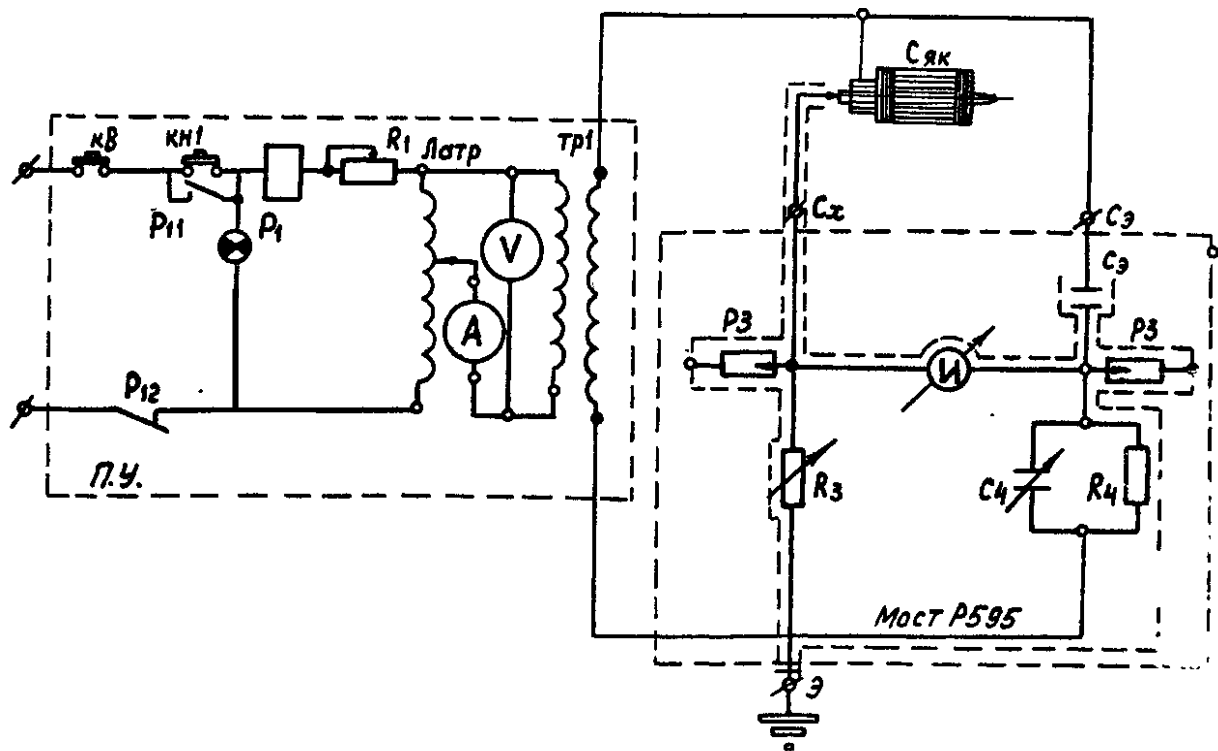 Cяк
кВ
кн1
R1
Латр
тр1
P11
P1
V
A
P12
П.У.
Cx
Cэ
Cэ
P3
P3
И
R3
C4
R4
Мост Р595
Э
а